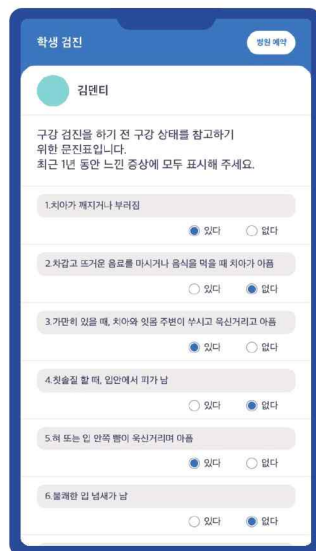 학생 검진
병원 예약
김덴티
구강 검진을 하기 전 구강 상태를 참고하기
위한 문진표입니다.
최근 1년 동안 느낀 증상에 모두 표시해 주세요.
1.치아가 깨지거나 부러짐
있다 없다
2.차갑고 뜨거운 음료를 마시거나 음식을 먹을 때 치아가 아픔
있다 없다
3.가만히 있을 때, 치아와 잇몸 주변이 쑤시고 욱신거리고 아픔
있다 없다
4.칫솔질 할 때, 입안에서 피가 남
있다 없다
5.혀 또는 입 안쪽 뺨이 욱신거리며 아픔
있다 없다
6.불쾌한 입 냄새가 남
있다 없다